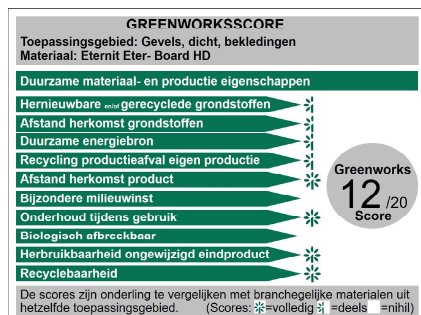 GREENWORKSSCORE
Toepassingsgebied: Gevels, dicht, bekledingen
Materiaal: Eternit Eter- Board HD
Duurzame materiaal- en productie eigenschappen
Hernieuwbare en/of gerecyclede grondstoffen
Afstand herkomst grondstoffen
Duurzame energiebron
Recycling productieafval eigen productie
Afstand herkomst product
Bijzondere milieuwinst
Onderhoud tijdens gebruik
Biologisch afbreekbaar
Herbruikbaarheid ongewijzigd eindproduct
Recyclebaarheid
Greenworks
12 /20
Score
De scores zijn onderling te vergelijken met branchegelijke materialen uit
hetzelfde toepassingsgebied. (Scores: =volledig =deels =nihil)